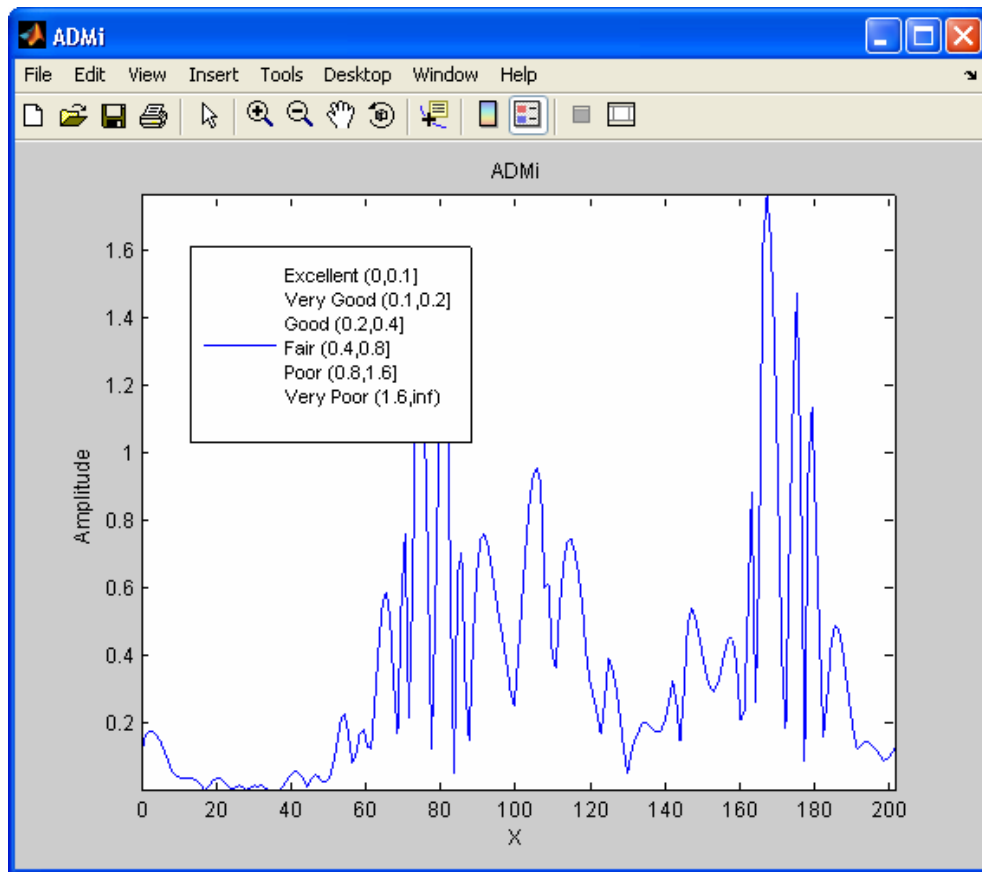 ADMi
File Edit View Insert Tools Desktop Window Help
ADMi
Excellent (0,0.1]
Very Good (0.1,0.2]
Good (0.2,0.4]
Fair (0.4,0.8]
Poor (0.8,1.6]
Very Poor (1.6,inf)
1.6
1.4
1.2
1
0.8
0.6
0.4
0.2
Amplitude
0 20 40 60 80 100 120 140 160 180 200
X